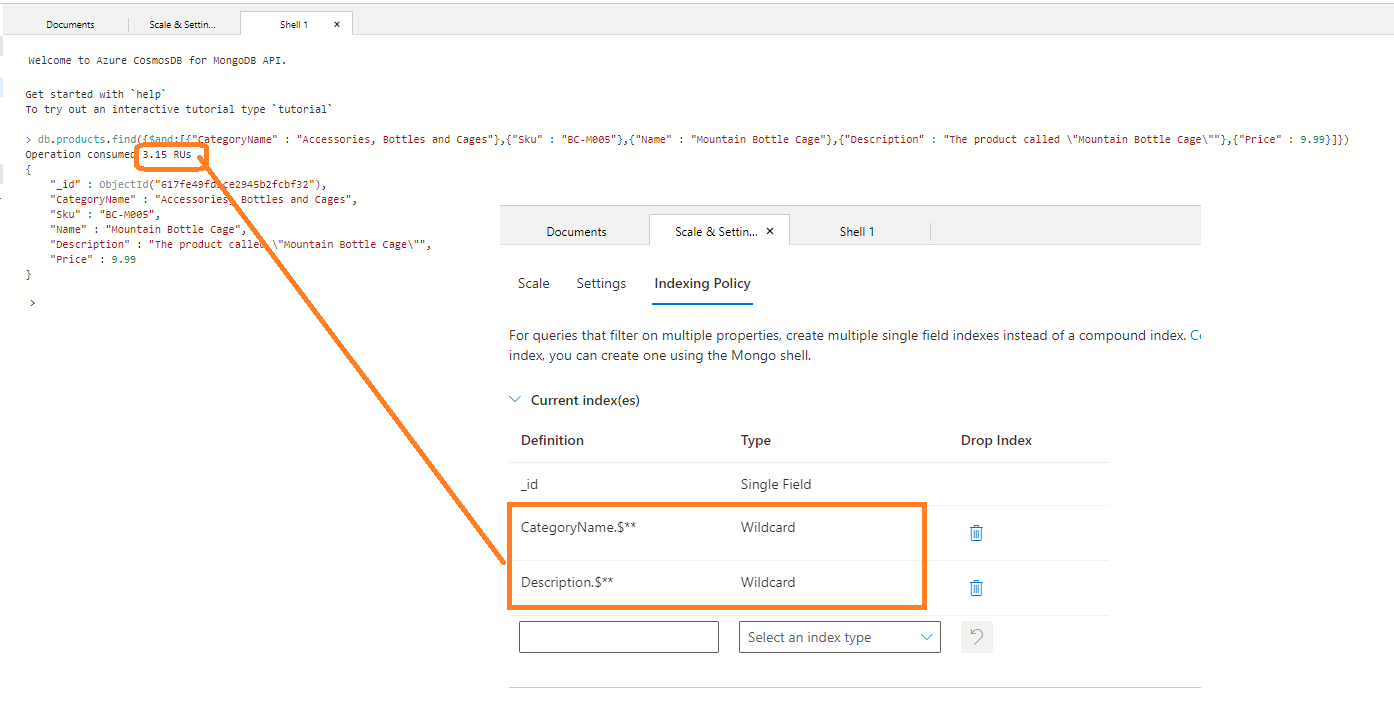 Documents
Scale & Settin...
Shell 1
×
Welcome to Azure CosmosDB for MongoDB API.
Get started with `help`
To try out an interactive tutorial type `tutorial`
> db.products.find({$and:[{"CategoryName" : "Accessories, Bottles and Cages"},{"Sku" : "BC-M005"},{"Name" : "Mountain Bottle Cage"},{"Description" : "The product called \"Mountain Bottle Cage\""},{"Price" : 9.99}]})
Operation consumed 3.15 RUs
{
"_id" : ObjectId("617fe49fd ce2945b2fcbf32"),
"CategoryName" : "Accessories, Bottles and Cages",
"Sku" : "BC-M005",
"Name" : "Mountain Bottle Cage",
"Description" : "The product called \"Mountain Bottle Cage\"",
"Price" : 9.99
}
>
Documents
Scale & Settin... ×
Shell 1
Scale
Settings
Indexing Policy
For queries that filter on multiple properties, create multiple single field indexes instead of a compound index. Co
index, you can create one using the Mongo shell.
Current index(es)
Definition
Type
Drop Index
_id
Single Field
CategoryName.$**
Wildcard
Description.$**
Wildcard
Select an index type